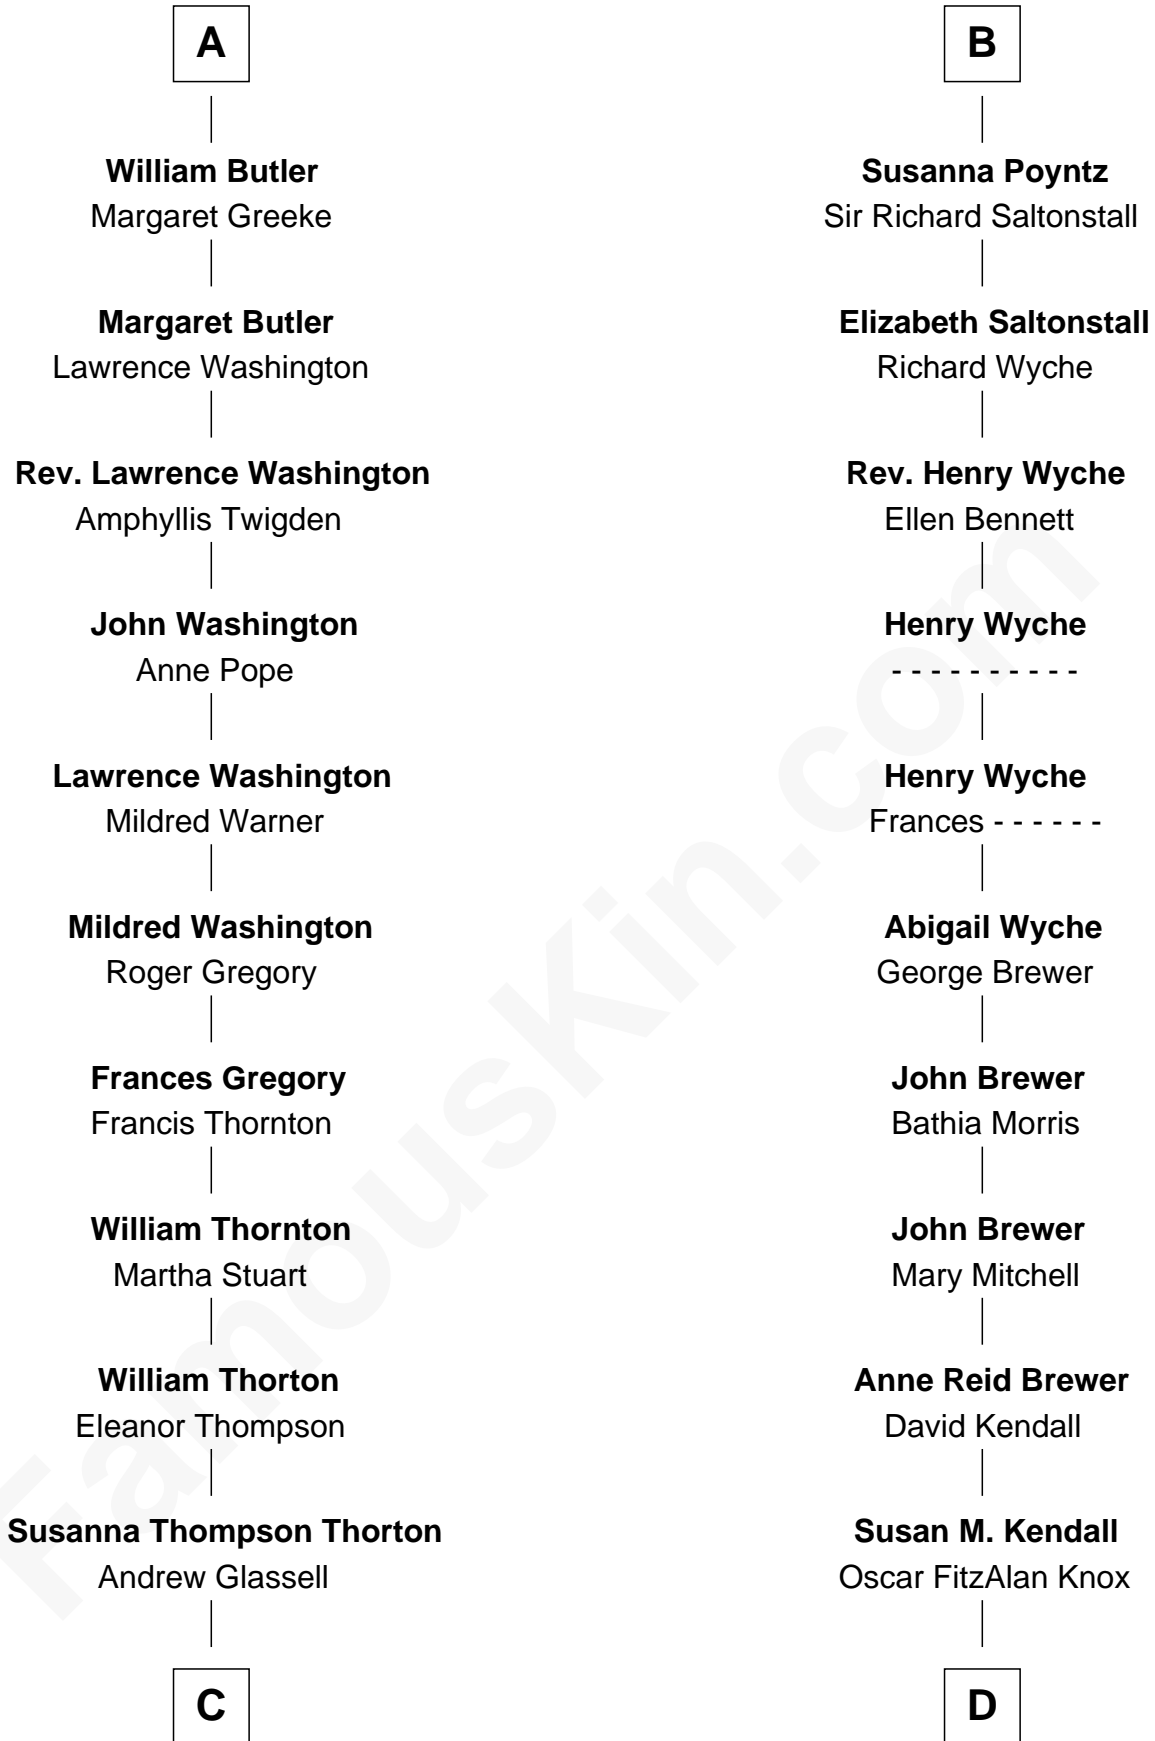 A
William Butler
Margaret Greeke
Margaret Butler
Lawrence Washington
Rev. Lawrence Washington
Amphyllis Twigden
John Washington
Anne Pope
Lawrence Washington
Mildred Warner
Mildred Washington
Roger Gregory
Frances Gregory
Francis Thornton
William Thornton
Martha Stuart
William Thorton
Eleanor Thompson
Susanna Thompson Thorton
Andrew Glassell
C
B
Susanna Poyntz
Sir Richard Saltonstall
Elizabeth Saltonstall
Richard Wyche
Rev. Henry Wyche
Ellen Bennett
Henry Wyche
- - - - - - - - - -
Henry Wyche
Frances - - - - - -
Abigail Wyche
George Brewer
John Brewer
Bathia Morris
John Brewer
Mary Mitchell
Anne Reid Brewer
David Kendall
Susan M. Kendall
Oscar FitzAlan Knox
D
FamousKin.com